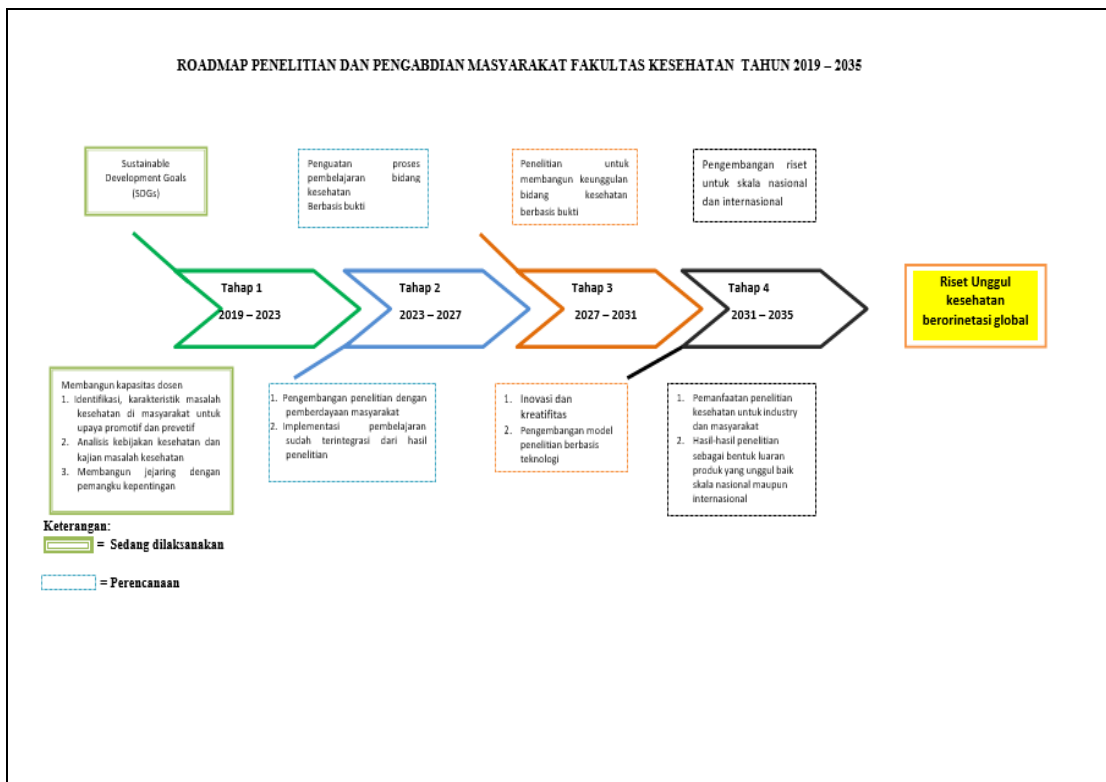 ROADMAP PENELITIAN DAN PENGABDIAN MASYARAKAT FAKULTAS KESEHATAN TAHUN 2019 – 2035
Sustainable
Development Goals
(SDGs)
Penguatan proses
pembelajaran bidang
kesehatan
Berbasis bukti
Penelitian untuk
membangun keunggulan
bidang kesehatan
berbasis bukti
Pengembangan riset
untuk skala nasional
dan internasional
Tahap 1
2019 – 2023
Tahap 2
2023 – 2027
Tahap 3
2027 – 2031
Tahap 4
2031 – 2035
Riset Unggul
kesehatan
berorinetasi global
Membangun kapasitas dosen
1. Identifikasi, karakteristik masalah
kesehatan di masyarakat untuk
upaya promotif dan prevetif
2. Analisis kebijakan kesehatan dan
kajian masalah kesehatan
3. Membangun jejaring dengan
pemangku kepentingan
1. Pengembangan penelitian dengan
pemberdayaan masyarakat
2. Implementasi pembelajaran
sudah terintegrasi dari hasil
penelitian
1. Inovasi dan
kreatifitas
2. Pengembangan model
penelitian berbasis
teknologi
1. Pemanfaatan penelitian
kesehatan untuk industry
dan masyarakat
2. Hasil-hasil penelitian
sebagai bentuk luaran
produk yang unggul baik
skala nasional maupun
internasional
Keterangan:
= Sedang dilaksanakan
= Perencanaan